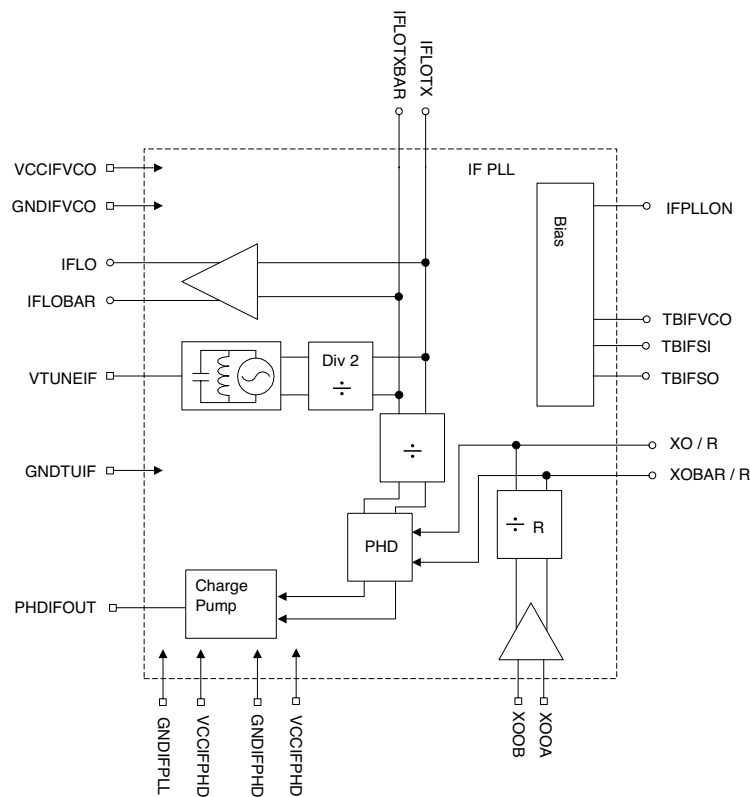 IFLOTXBAR
IFLOTX
IF PLL
VCCIFVCO
GNDIFVCO
IFPLLON
Bias
IFLO
IFLOBAR
TBIFVCO
TBIFSI
TBIFSO
VTUNEIF
Div 2
÷
÷
XO / R
XOBAR / R
GNDTUIF
÷ R
PHD
Charge
Pump
PHDIFOUT
GNDIFPLL
VCCIFPHD
GNDIFPHD
VCCIFPHD
XOOB
XOOA